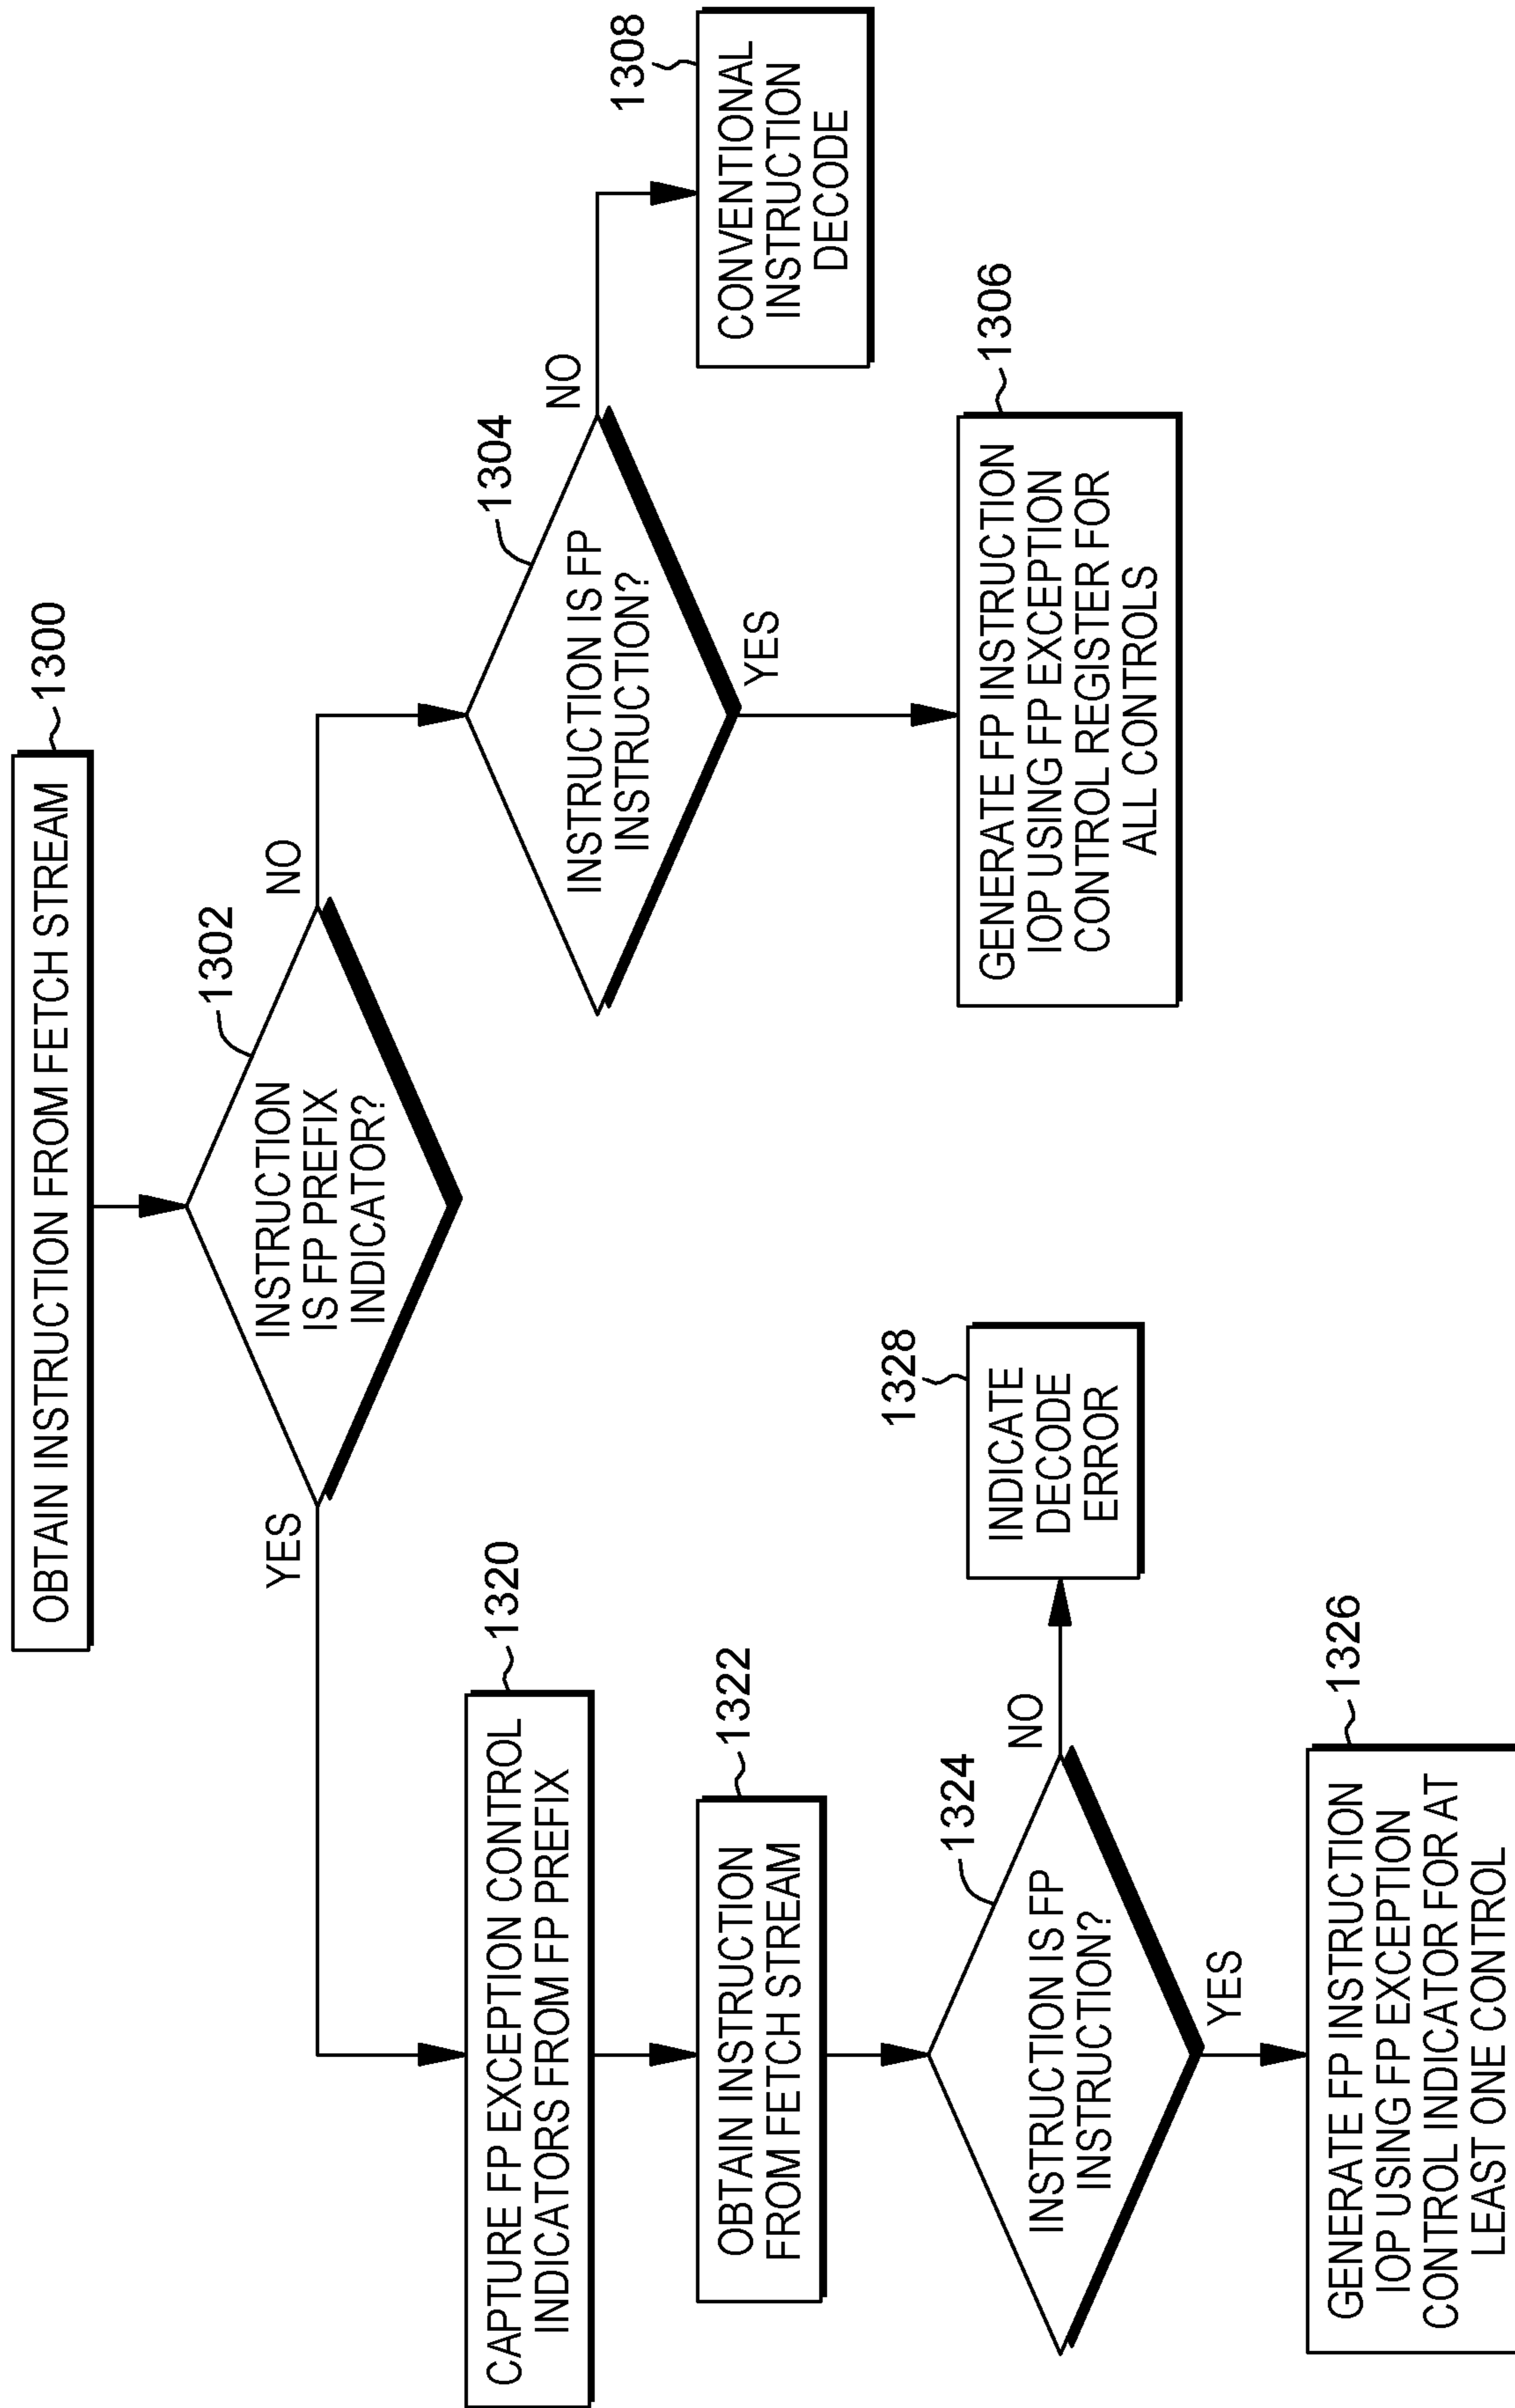 OBTAIN INSTRUCTION FROM FETCH STREAM
1300
INSTRUCTION
IS FP PREFIX
INDICATOR?
1302
YES
NO
CAPTURE FP EXCEPTION CONTROL
INDICATORS FROM FP PREFIX
1320
OBTAIN INSTRUCTION
FROM FETCH STREAM
1322
INSTRUCTION IS FP
INSTRUCTION?
1324
NO
YES
INDICATE
DECODE
ERROR
1328
GENERATE FP INSTRUCTION
IOP USING FP EXCEPTION
CONTROL INDICATOR FOR AT
LEAST ONE CONTROL
1326
INSTRUCTION IS FP
INSTRUCTION?
1304
NO
YES
CONVENTIONAL
INSTRUCTION
DECODE
1308
GENERATE FP INSTRUCTION
IOP USING FP EXCEPTION
CONTROL REGISTER FOR
ALL CONTROLS
1306